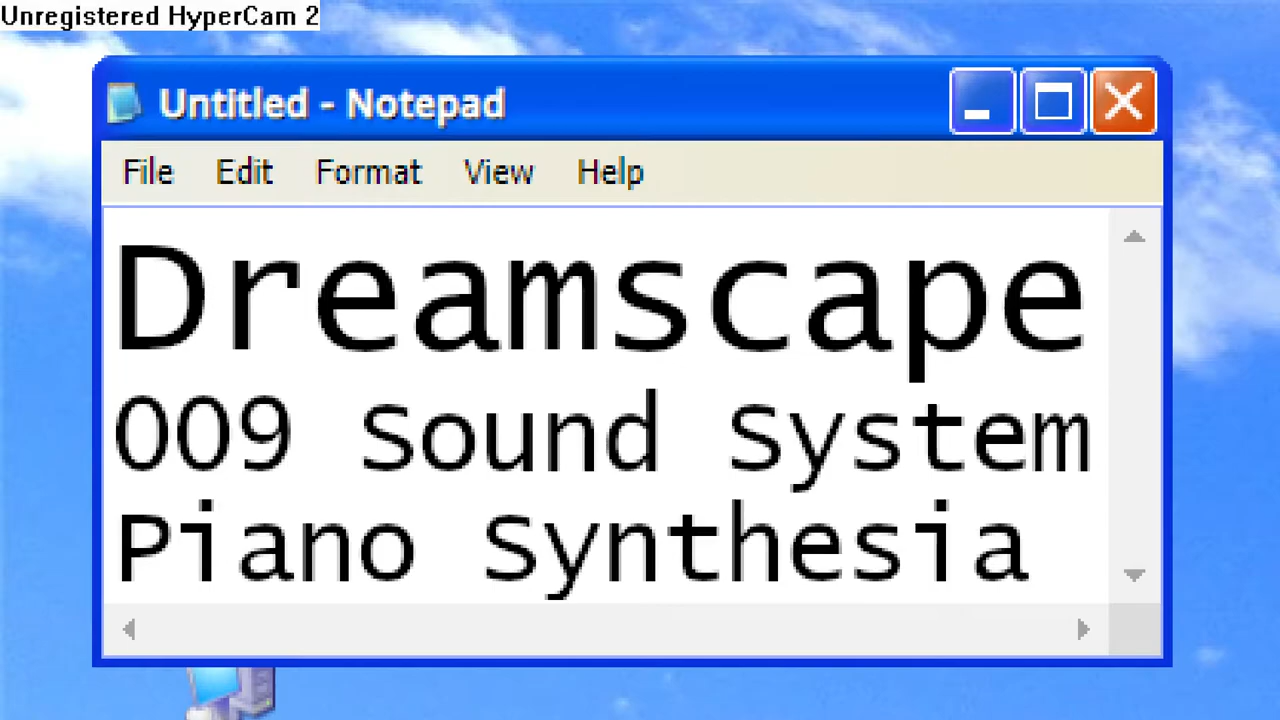 Unregistered HyperCam 2
Untitled - Notepad
File Edit Format View Help
Dreamscape
009 Sound System
Piano Synthesia